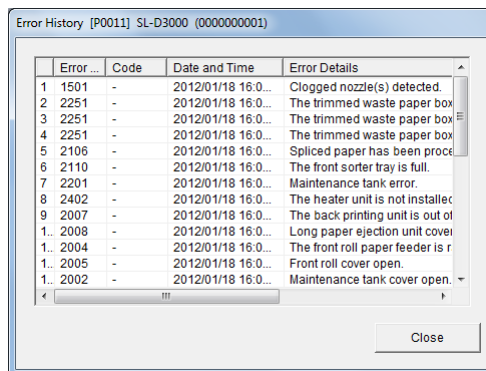 Error History [P0011] SL-D3000 (0000000001)
Error ... Code Date and Time Error Details
1 1501 - 2012/01/18 16:0... Clogged nozzle(s) detected.
2 2251 - 2012/01/18 16:0... The trimmed waste paper box
3 2251 - 2012/01/18 16:0... The trimmed waste paper box
4 2251 - 2012/01/18 16:0... The trimmed waste paper box
5 2106 - 2012/01/18 16:0... Spliced paper has been proce
6 2110 - 2012/01/18 16:0... The front sorter tray is full.
7 2201 - 2012/01/18 16:0... Maintenance tank error.
8 2402 - 2012/01/18 16:0... The heater unit is not installec
9 2007 - 2012/01/18 16:0... The back printing unit is out of
1.. 2008 - 2012/01/18 16:0... Long paper ejection unit cover
1.. 2004 - 2012/01/18 16:0... The front roll paper feeder is r
1.. 2005 - 2012/01/18 16:0... Front roll cover open.
1.. 2002 - 2012/01/18 16:0... Maintenance tank cover open.
Close